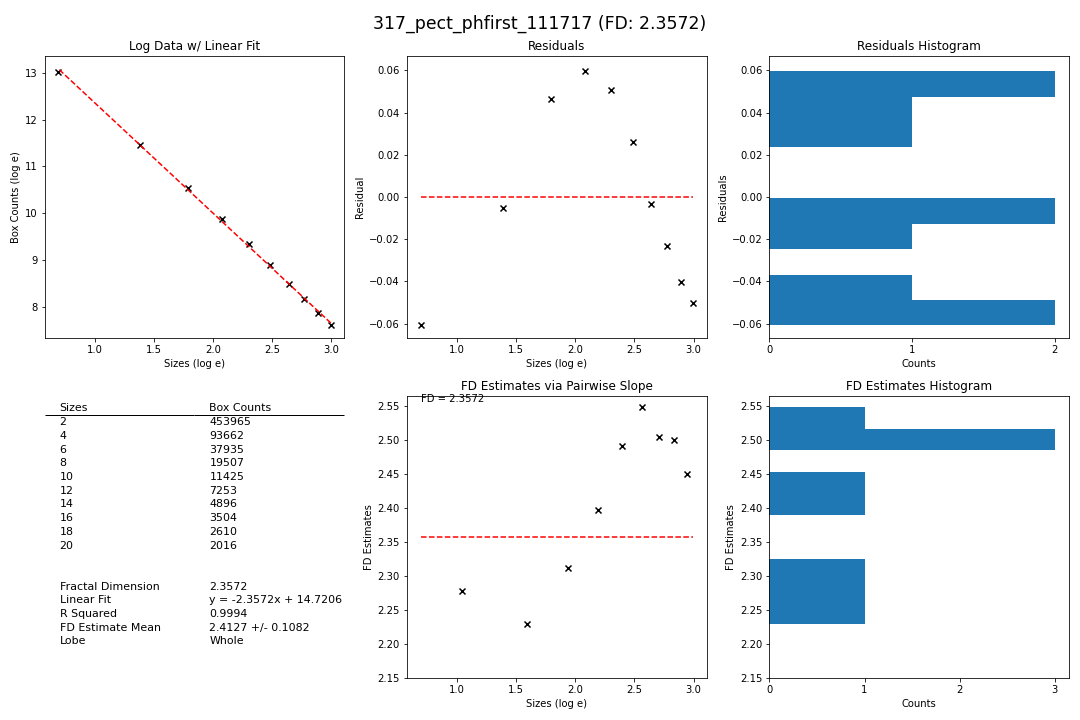 317_pect_phfirst_111717 (FD: 2.3572)
Log Data w/ Linear Fit
13
12
11
10
9
8
Box Counts (log e)
1.0 1.5 2.0 2.5 3.0
Sizes (log e)
Residuals
0.06
0.04
0.02
0.00
−0.02
−0.04
−0.06
Residual
1.0 1.5 2.0 2.5 3.0
Sizes (log e)
Residuals Histogram
0.06
0.04
0.02
0.00
−0.02
−0.04
−0.06
Residuals
0 1 2
Counts
Sizes Box Counts
2 453965
4 93662
6 37935
8 19507
10 11425
12 7253
14 4896
16 3504
18 2610
20 2016
Fractal Dimension 2.3572
Linear Fit y = -2.3572x + 14.7206
R Squared 0.9994
FD Estimate Mean 2.4127 +/- 0.1082
Lobe Whole
FD Estimates via Pairwise Slope
FD = 2.3572
2.55
2.50
2.45
2.40
2.35
2.30
2.25
2.20
2.15
FD Estimates
1.0 1.5 2.0 2.5 3.0
Sizes (log e)
FD Estimates Histogram
2.55
2.50
2.45
2.40
2.35
2.30
2.25
2.20
2.15
FD Estimates
0 1 2 3
Counts